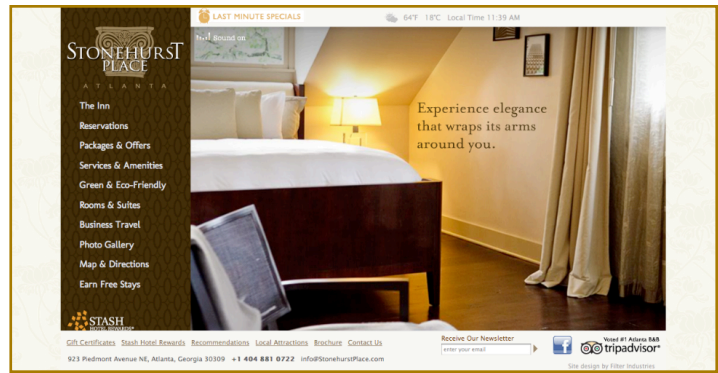 LAST MINUTE SPECIALS
64°F 18°C Local Time 11:39 AM
Sound on
STONEHURST
PLACE
ATLANTA
The Inn
Reservations
Packages & Offers
Services & Amenities
Green & Eco-Friendly
Rooms & Suites
Business Travel
Photo Gallery
Map & Directions
Earn Free Stays
Experience elegance
that wraps its arms
around you.
STASH
HOTEL REWARDS®
Gift Certificates Stash Hotel Rewards Recommendations Local Attractions Brochure Contact Us
923 Piedmont Avenue NE, Atlanta, Georgia 30309 +1 404 881 0722 info@StonehurstPlace.com
Receive Our Newsletter
enter your email
f
Voted #1 Atlanta B&B
tripadvisor®
Site design by Filter Industries